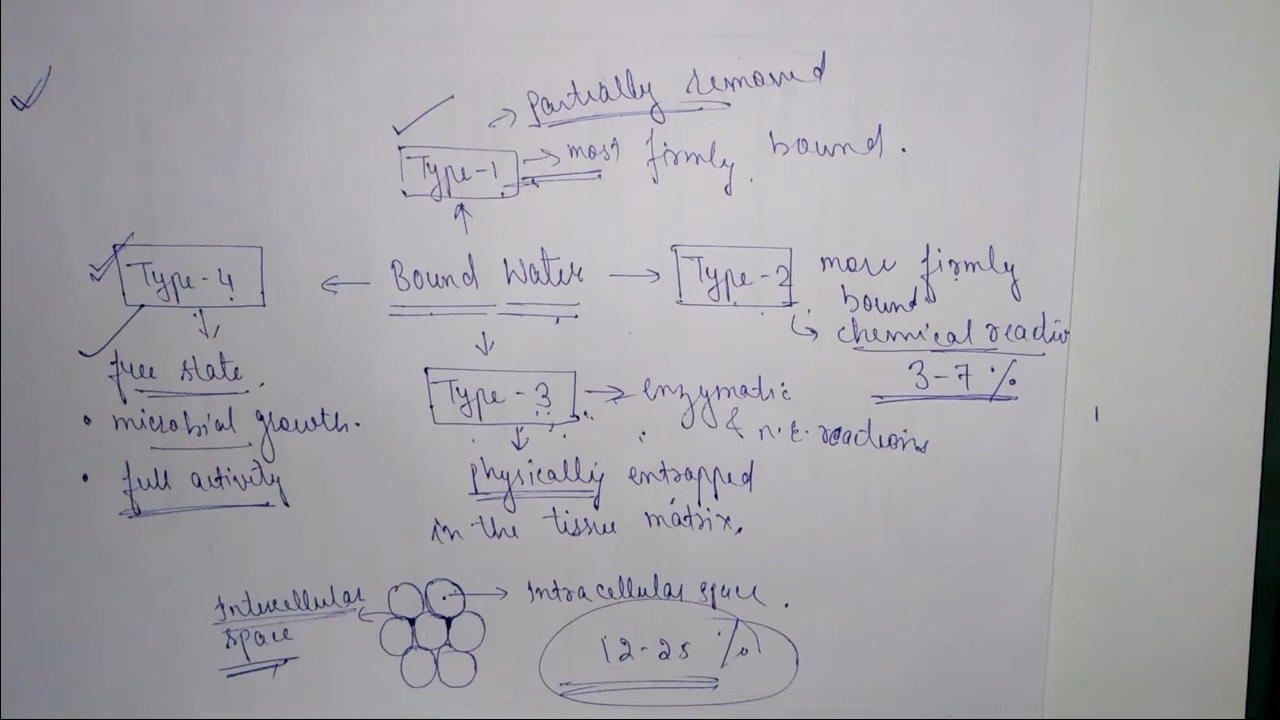 partially removed
Type-1 → most firmly bound.
Type-4 ← Bound Water → Type-2 more firmly
bound
chemical reactio
3-7 %
free state.
• microbial growth.
• full activity
Type - 3 → enzymatic
& n.E. reactions
physically entrapped
in the tissue matrix.
Intercellular
space
Intracellular space.
12-25 %